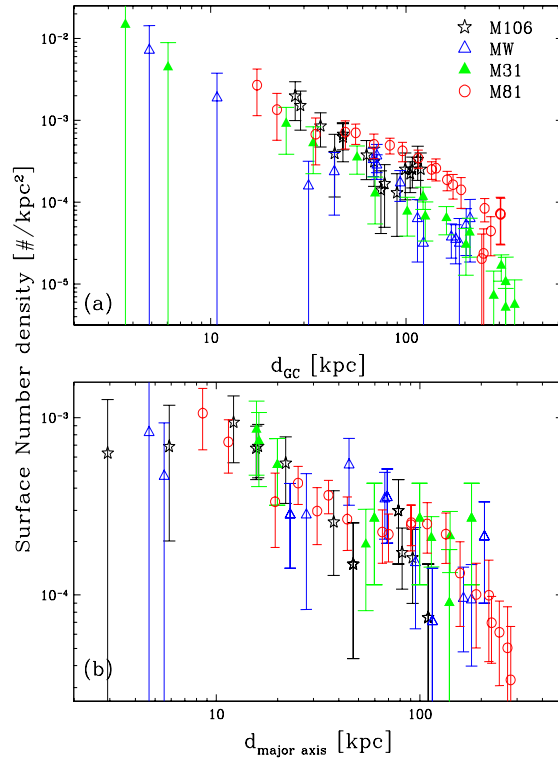 M106
MW
M31
M81
10⁻²
10⁻³
10⁻⁴
10⁻⁵
(a)
10
100
d_GC [kpc]
Surface Number density [#/kpc²]
10⁻³
10⁻⁴
(b)
10
100
d_major axis [kpc]